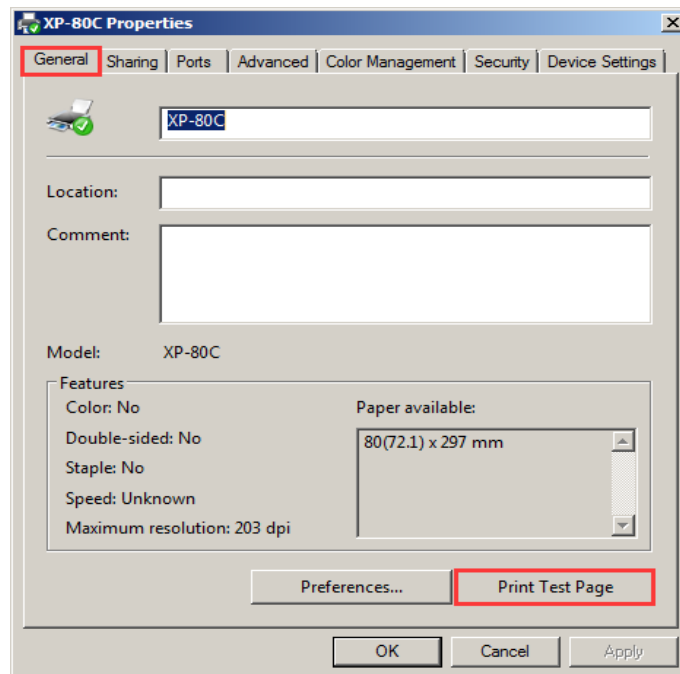 XP-80C Properties
General Sharing Ports Advanced Color Management Security Device Settings
XP-80C
Location:
Comment:
Model: XP-80C
Features
Color: No
Double-sided: No
Staple: No
Speed: Unknown
Maximum resolution: 203 dpi
Paper available:
80(72.1) x 297 mm
Preferences... Print Test Page
OK Cancel Apply